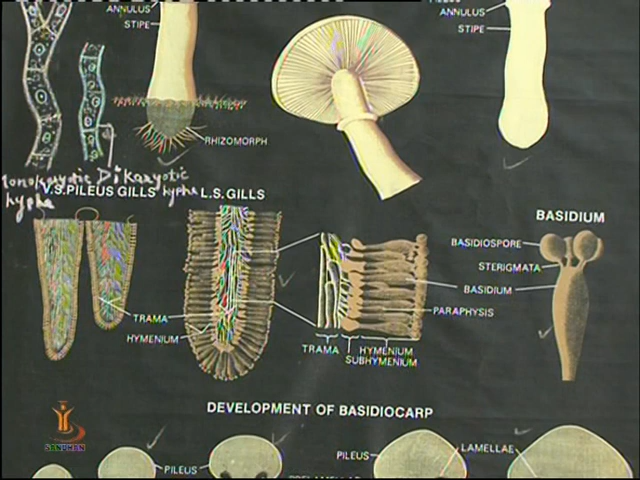 ANNULUS
STIPE
ANNULUS
STIPE
RHIZOMORPH
Monokaryotic Dikaryotic
hypha
hypha
V.S. PILEUS GILLS
L.S. GILLS
BASIDIUM
BASIDIOSPORE
STERIGMATA
BASIDIUM
PARAPHYSIS
TRAMA
HYMENIUM
TRAMA
HYMENIUM
SUBHYMENIUM
DEVELOPMENT OF BASIDIOCARP
SANDHAN
PILEUS
PILEUS
LAMELLAE